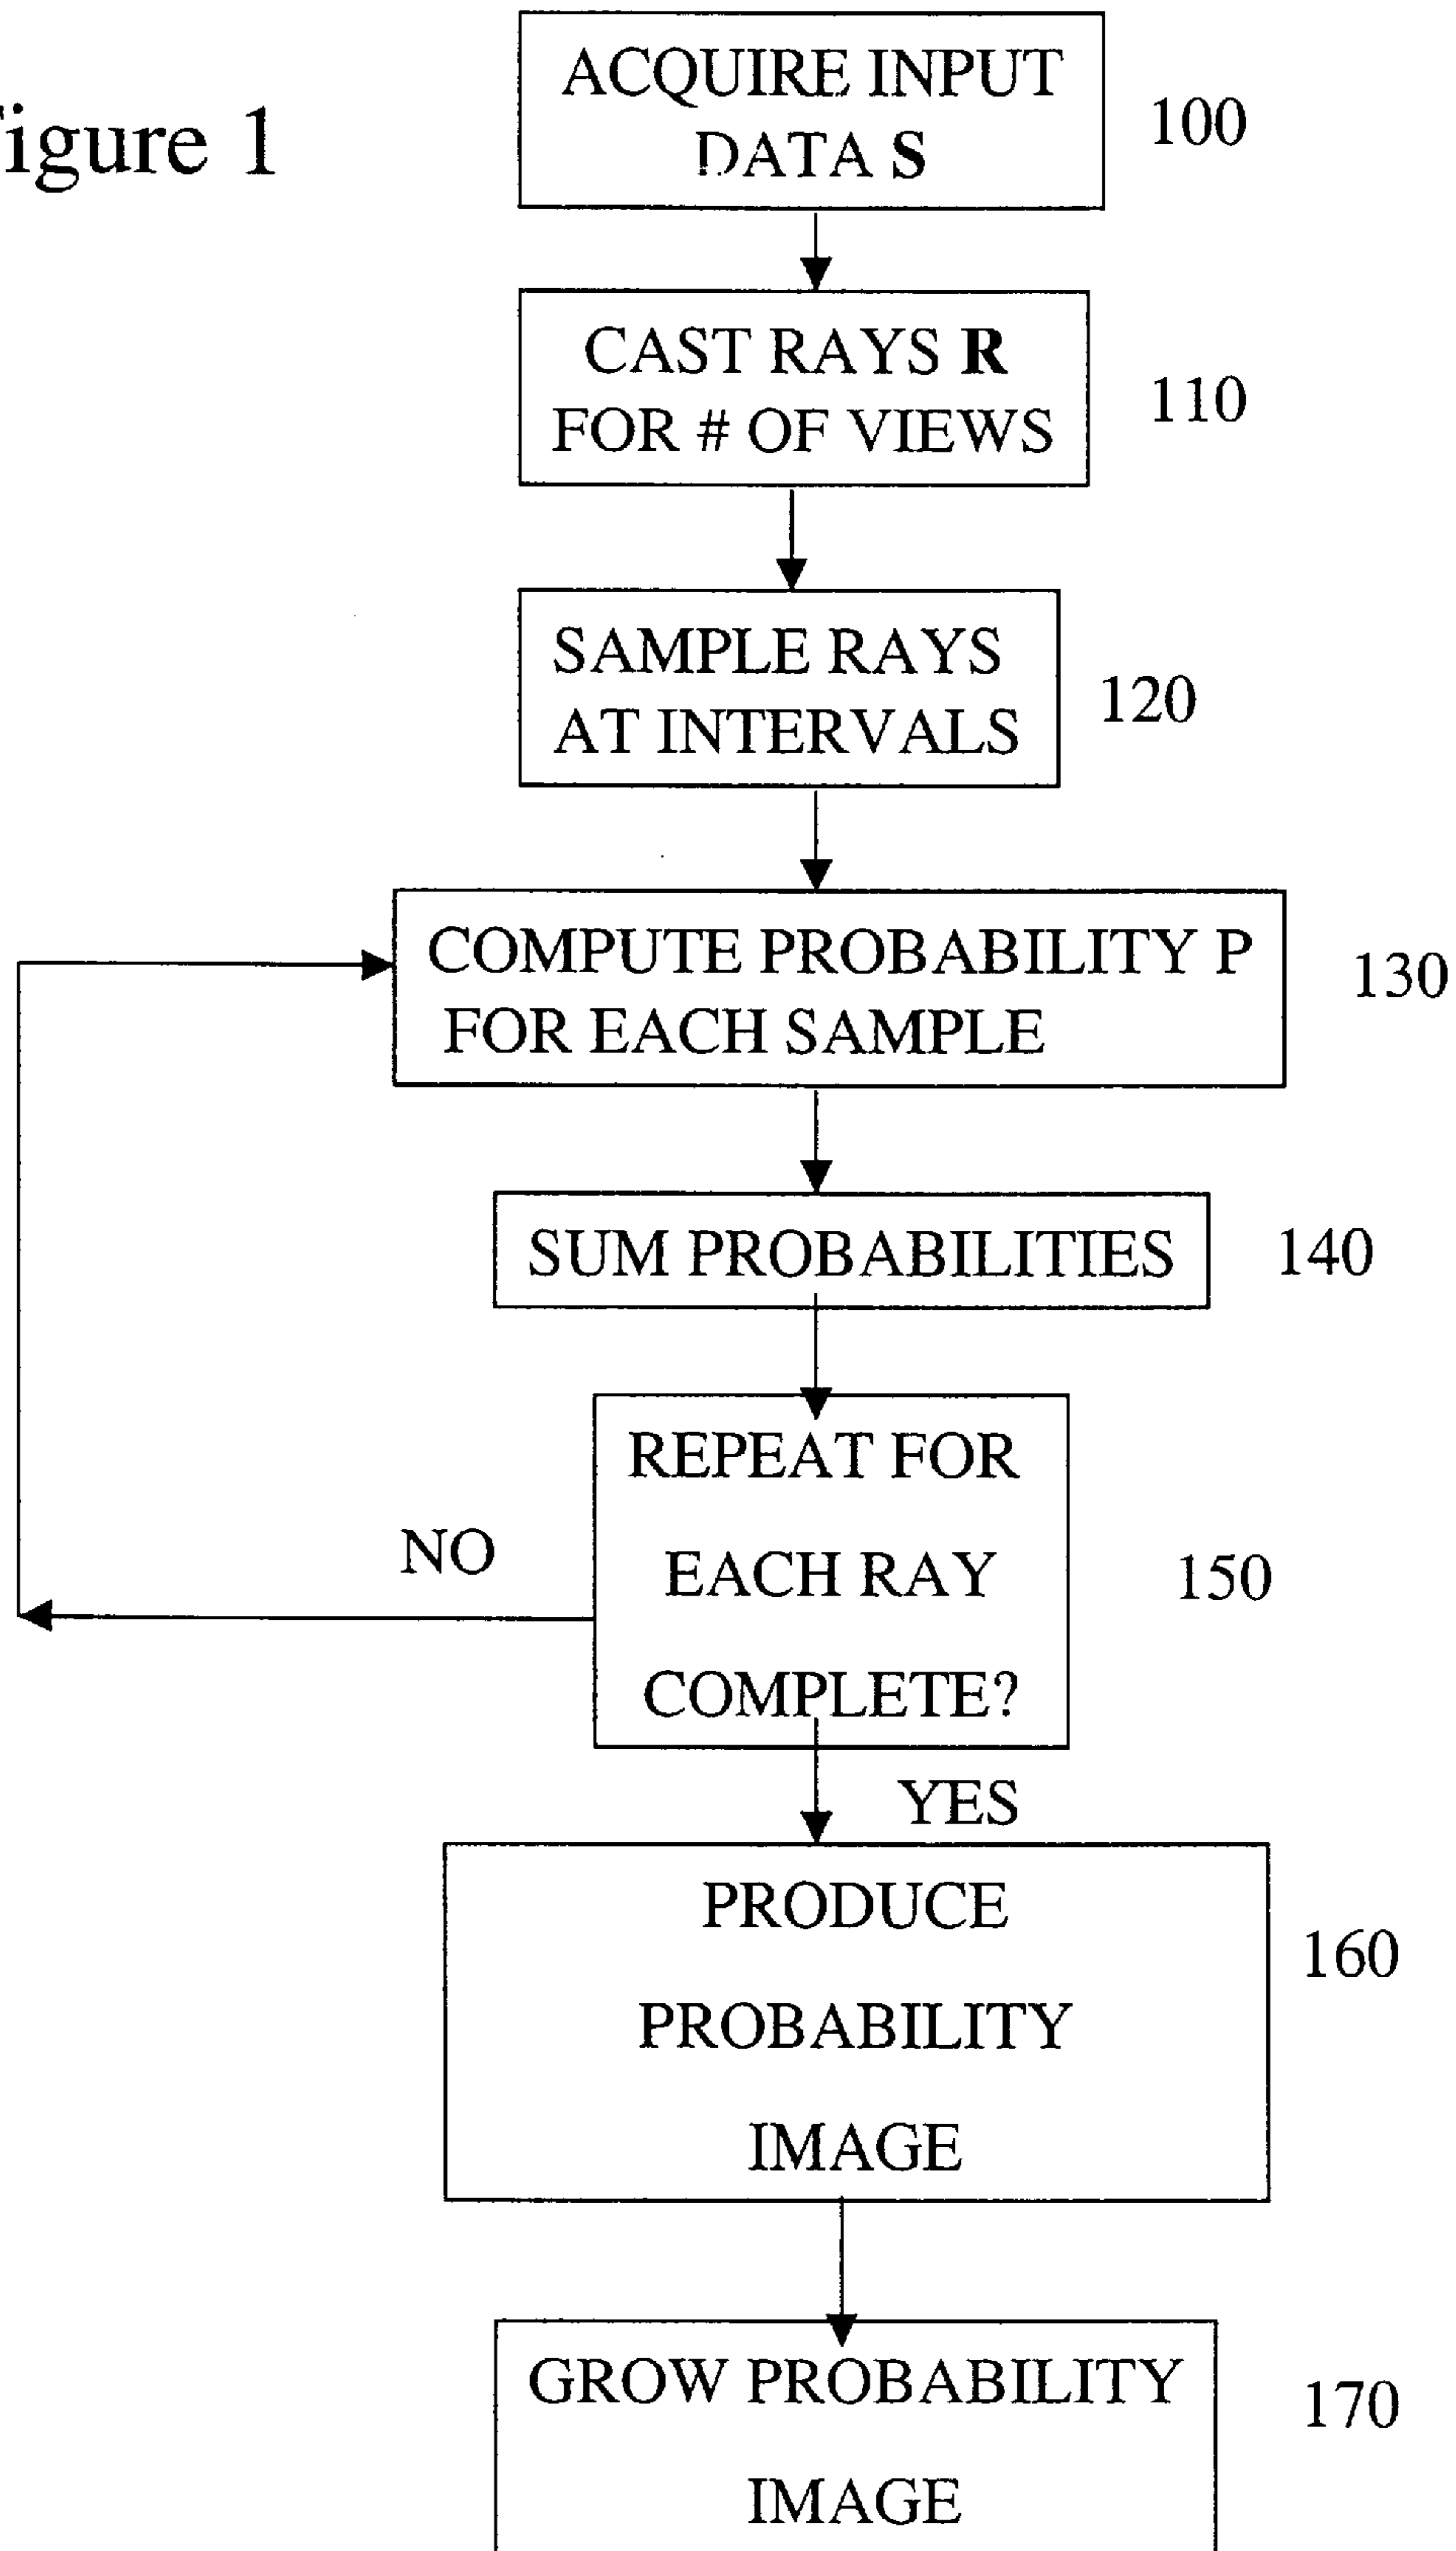 igure 1
ACQUIRE INPUT
DATA S
100
CAST RAYS R
FOR # OF VIEWS
110
SAMPLE RAYS
AT INTERVALS
120
COMPUTE PROBABILITY P
FOR EACH SAMPLE
130
SUM PROBABILITIES
140
REPEAT FOR
EACH RAY
COMPLETE?
150
NO
YES
PRODUCE
PROBABILITY
IMAGE
160
GROW PROBABILITY
IMAGE
170